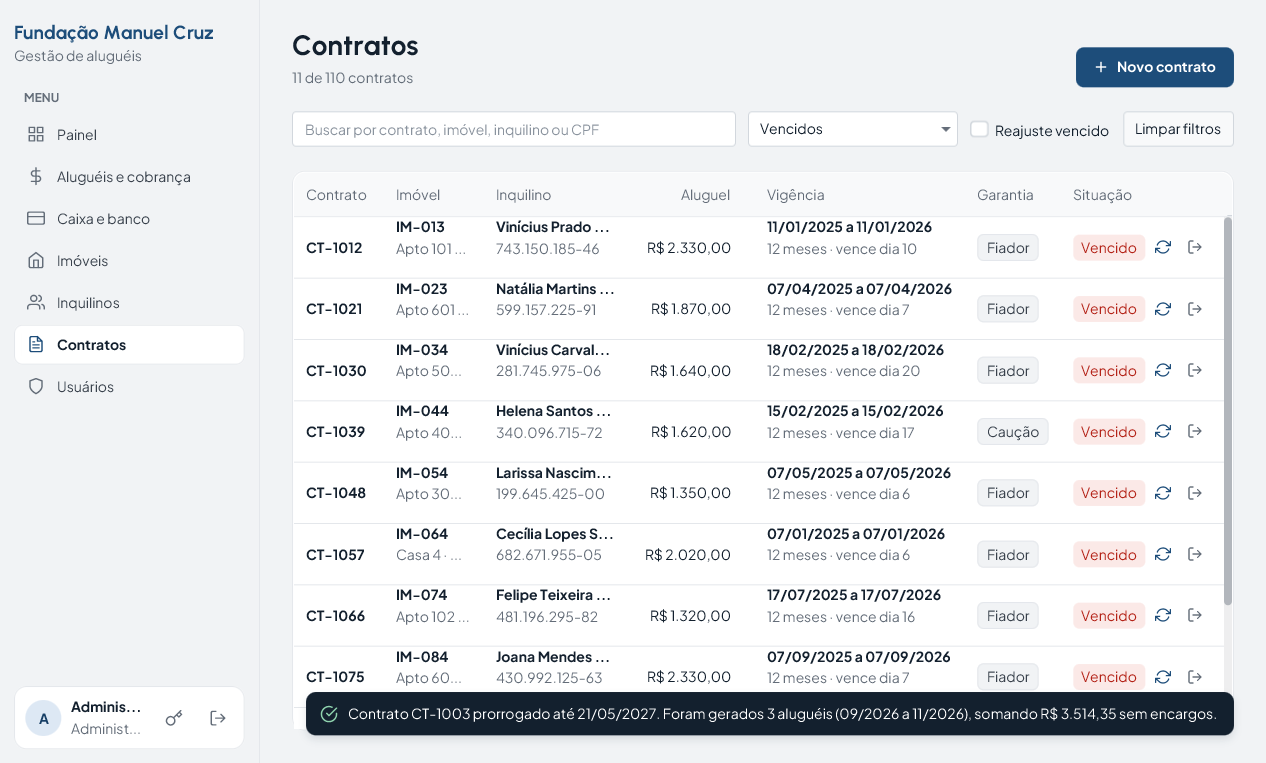 Fundação Manuel Cruz
Gestão de aluguéis
MENU
Painel
Aluguéis e cobrança
Caixa e banco
Imóveis
Inquilinos
Contratos
Usuários
A
Adminis...
Administ...
Contratos
11 de 110 contratos
Novo contrato
Buscar por contrato, imóvel, inquilino ou CPF
Vencidos
Reajuste vencido
Limpar filtros
Contrato Imóvel Inquilino Aluguel Vigência Garantia Situação
IM-013 Vinícius Prado ... 11/01/2025 a 11/01/2026
CT-1012 Apto 101 ... 743.150.185-46 R$ 2.330,00 12 meses · vence dia 10 Fiador Vencido
IM-023 Natália Martins ... 07/04/2025 a 07/04/2026
CT-1021 Apto 601 ... 599.157.225-91 R$ 1.870,00 12 meses · vence dia 7 Fiador Vencido
IM-034 Vinícius Carval... 18/02/2025 a 18/02/2026
CT-1030 Apto 50... 281.745.975-06 R$ 1.640,00 12 meses · vence dia 20 Fiador Vencido
IM-044 Helena Santos ... 15/02/2025 a 15/02/2026
CT-1039 Apto 40... 340.096.715-72 R$ 1.620,00 12 meses · vence dia 17 Caução Vencido
IM-054 Larissa Nascim... 07/05/2025 a 07/05/2026
CT-1048 Apto 30... 199.645.425-00 R$ 1.350,00 12 meses · vence dia 6 Fiador Vencido
IM-064 Cecília Lopes S... 07/01/2025 a 07/01/2026
CT-1057 Casa 4 · ... 682.671.955-05 R$ 2.020,00 12 meses · vence dia 6 Fiador Vencido
IM-074 Felipe Teixeira ... 17/07/2025 a 17/07/2026
CT-1066 Apto 102 ... 481.196.295-82 R$ 1.320,00 12 meses · vence dia 16 Fiador Vencido
IM-084 Joana Mendes ... 07/09/2025 a 07/09/2026
CT-1075 Apto 60... 430.992.125-63 R$ 2.330,00 12 meses · vence dia 7 Fiador Vencido
Contrato CT-1003 prorrogado até 21/05/2027. Foram gerados 3 aluguéis (09/2026 a 11/2026), somando R$ 3.514,35 sem encargos.